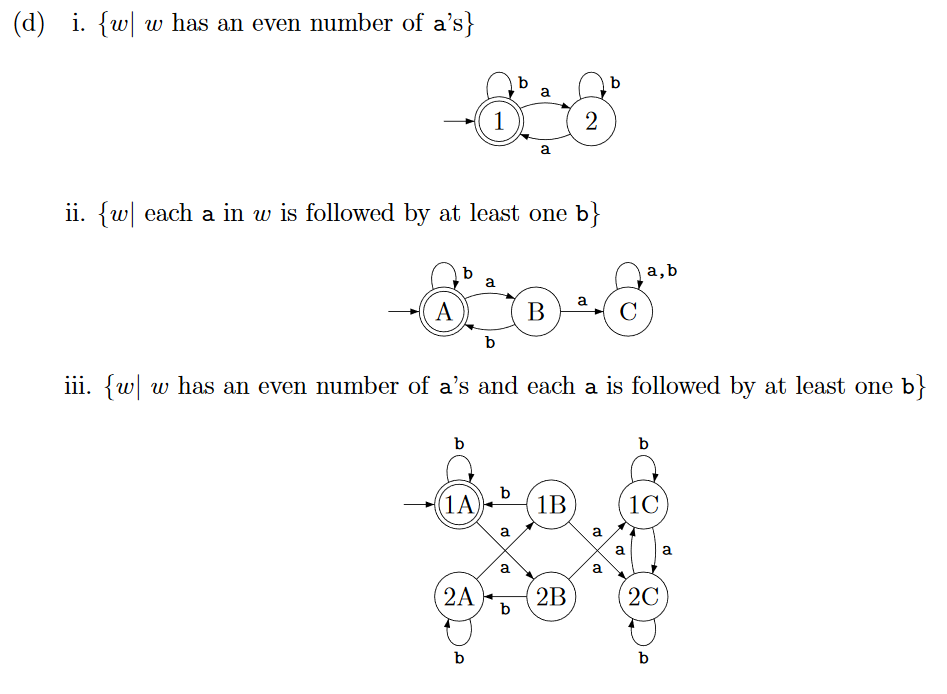 (d) i. {w| w has an even number of a's}
b a b
1 2
a
ii. {w| each a in w is followed by at least one b}
b a a,b
A B a C
b
iii. {w| w has an even number of a's and each a is followed by at least one b}
b b
1A b 1B 1C
a a
a a
a a
2A b 2B 2C
b b